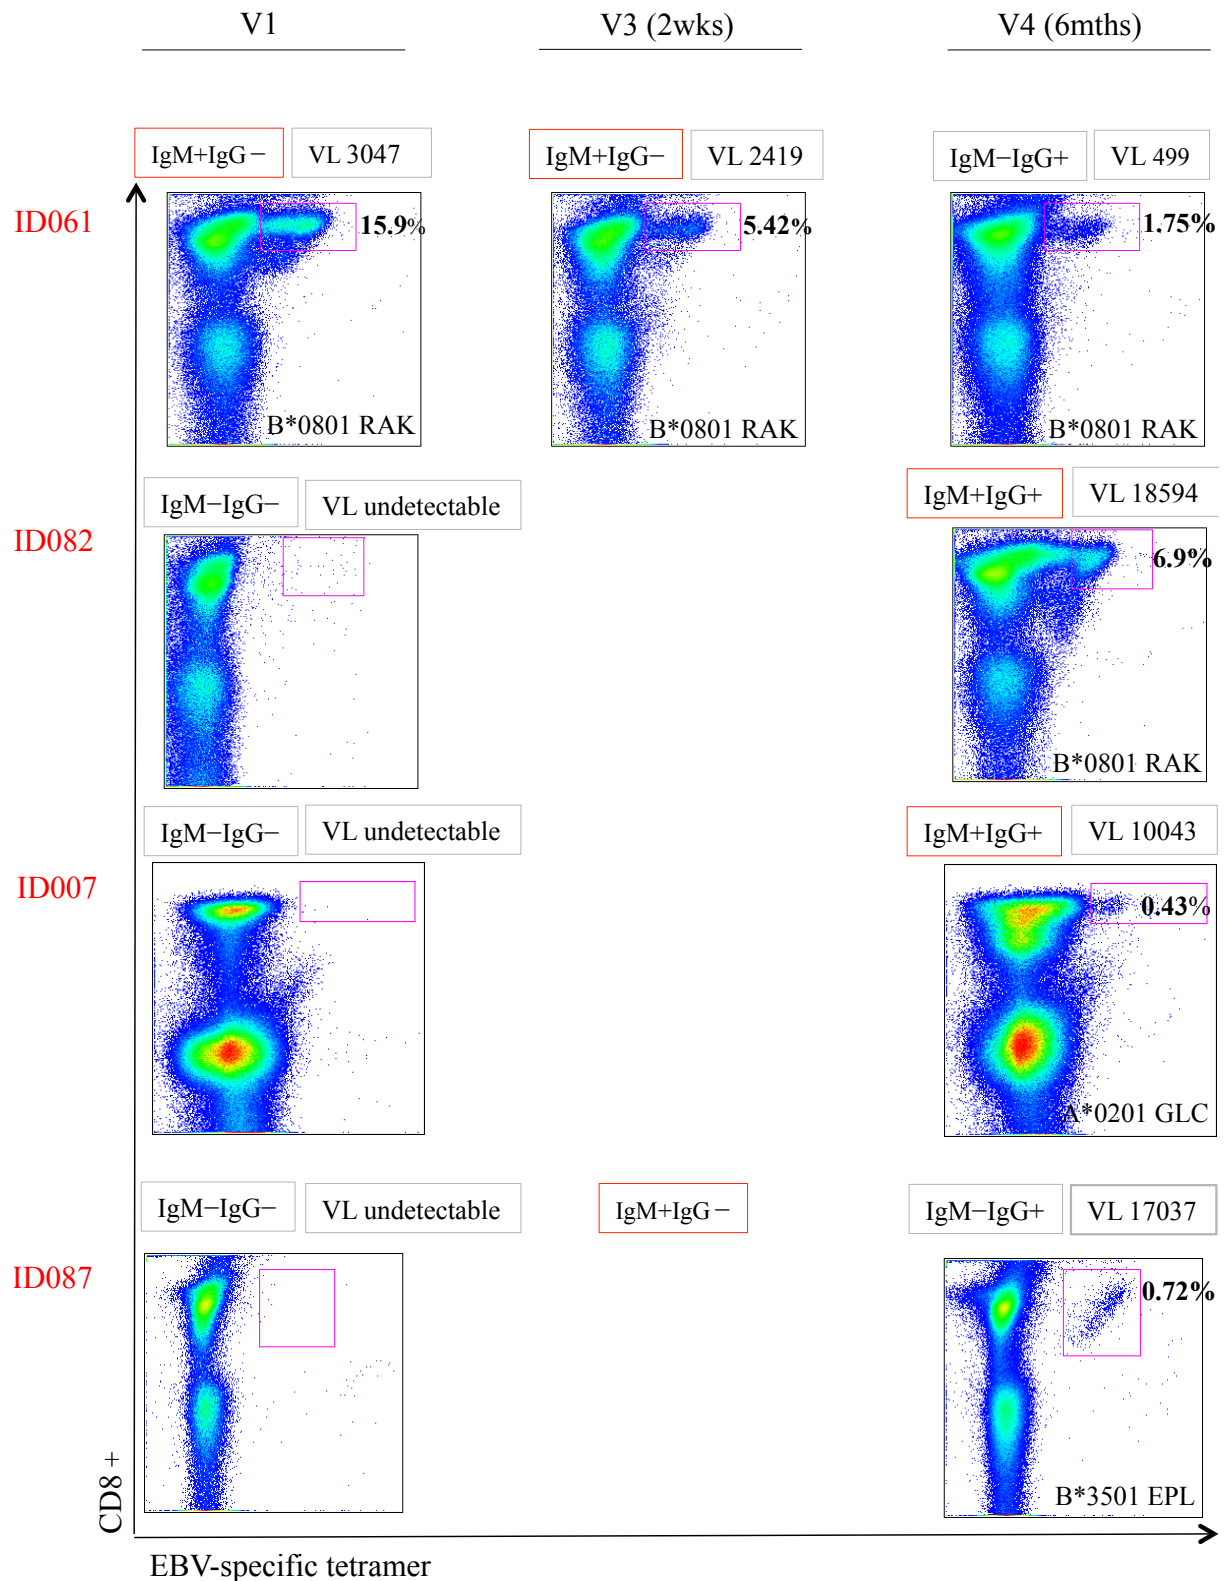 V1 V3 (2wks) V4 (6mths)
IgM+IgG− VL 3047 IgM+IgG− VL 2419 IgM−IgG+ VL 499
ID061 15.9% 5.42% 1.75%
B*0801 RAK B*0801 RAK B*0801 RAK
IgM−IgG− VL undetectable IgM+IgG+ VL 18594
ID082 6.9%
B*0801 RAK
IgM−IgG− VL undetectable IgM+IgG+ VL 10043
ID007 0.43%
A*0201 GLC
IgM−IgG− VL undetectable IgM+IgG− IgM−IgG+ VL 17037
ID087 0.72%
B*3501 EPL
CD8 +
EBV-specific tetramer